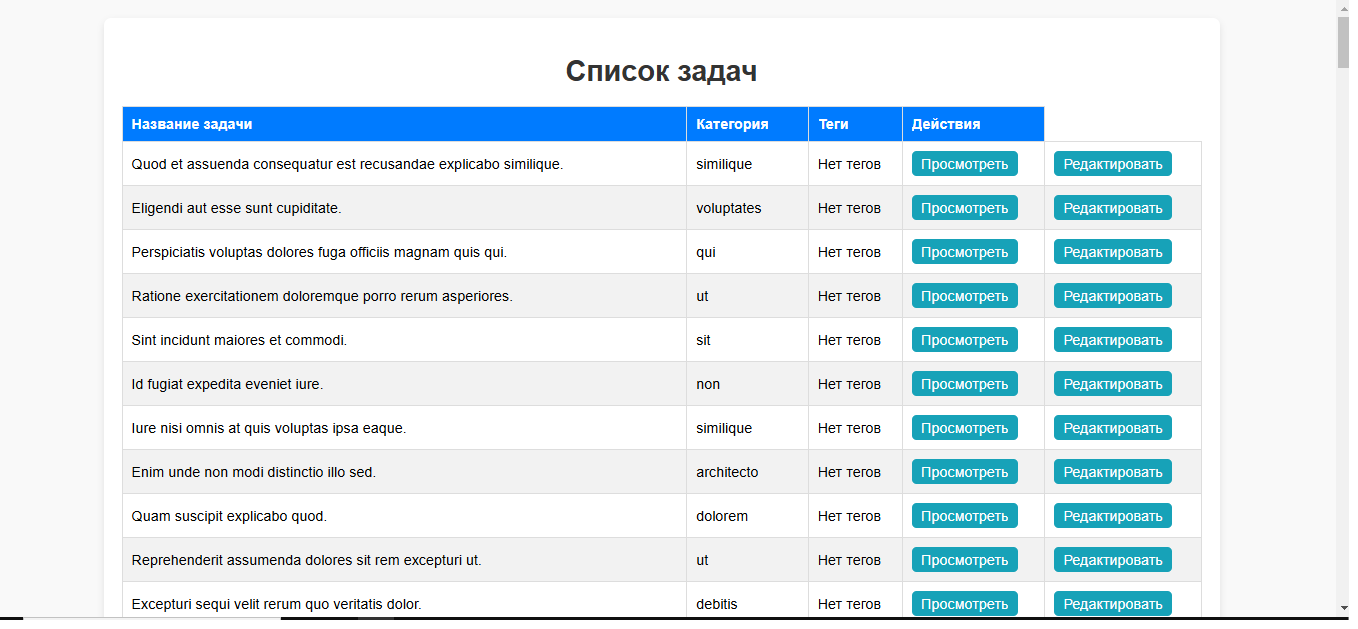 Список задач
Название задачи Категория Теги Действия
Quod et assuenda consequatur est recusandae explicabo similique. similique Нет тегов Просмотреть Редактировать
Eligendi aut esse sunt cupiditate. voluptates Нет тегов Просмотреть Редактировать
Perspiciatis voluptas dolores fuga officiis magnam quis qui. qui Нет тегов Просмотреть Редактировать
Ratione exercitationem doloremque porro rerum asperiores. ut Нет тегов Просмотреть Редактировать
Sint incidunt maiores et commodi. sit Нет тегов Просмотреть Редактировать
Id fugiat expedita eveniet iure. non Нет тегов Просмотреть Редактировать
Iure nisi omnis at quis voluptas ipsa eaque. similique Нет тегов Просмотреть Редактировать
Enim unde non modi distinctio illo sed. architecto Нет тегов Просмотреть Редактировать
Quam suscipit explicabo quod. dolorem Нет тегов Просмотреть Редактировать
Reprehenderit assumenda dolores sit rem excepturi ut. ut Нет тегов Просмотреть Редактировать
Excepturi sequi velit rerum quo veritatis dolor. debitis Нет тегов Просмотреть Редактировать